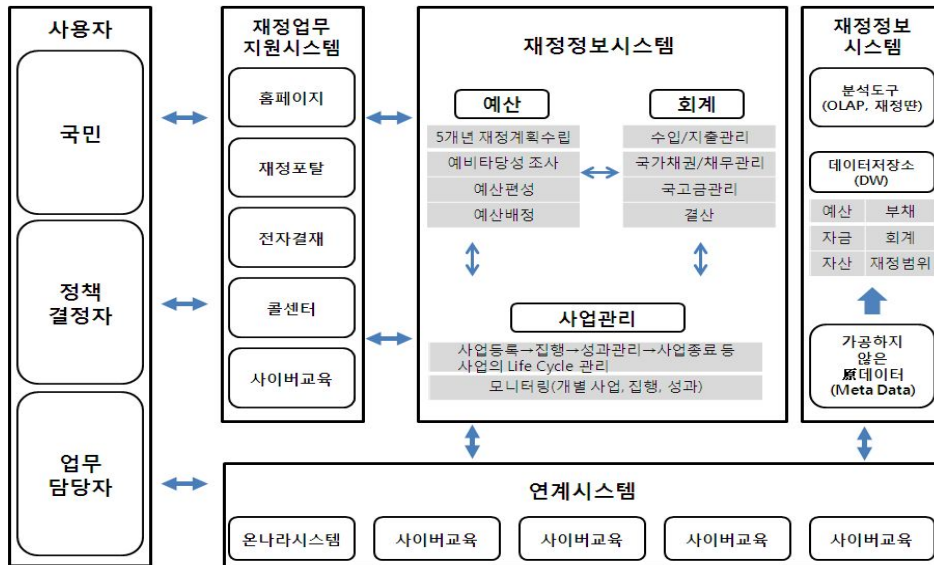 사용자
국민
정책
결정자
업무
담당자
재정업무
지원시스템
홈페이지
재정포탈
전자결재
콜센터
사이버교육
재정정보시스템
예산
5개년 재정계획수립
예비타당성 조사
예산편성
예산배정
회계
수입/지출관리
국가채권/채무관리
국고금관리
결산
사업관리
사업등록→집행→성과관리→사업종료 등
사업의 Life Cycle 관리
모니터링(개별 사업, 집행, 성과)
재정정보
시스템
분석도구
(OLAP, 재정판)
데이터저장소
(DW)
예산 부채
자금 회계
자산 재정범위
가공하지
않은
原데이터
(Meta Data)
연계시스템
온나라시스템
사이버교육
사이버교육
사이버교육
사이버교육